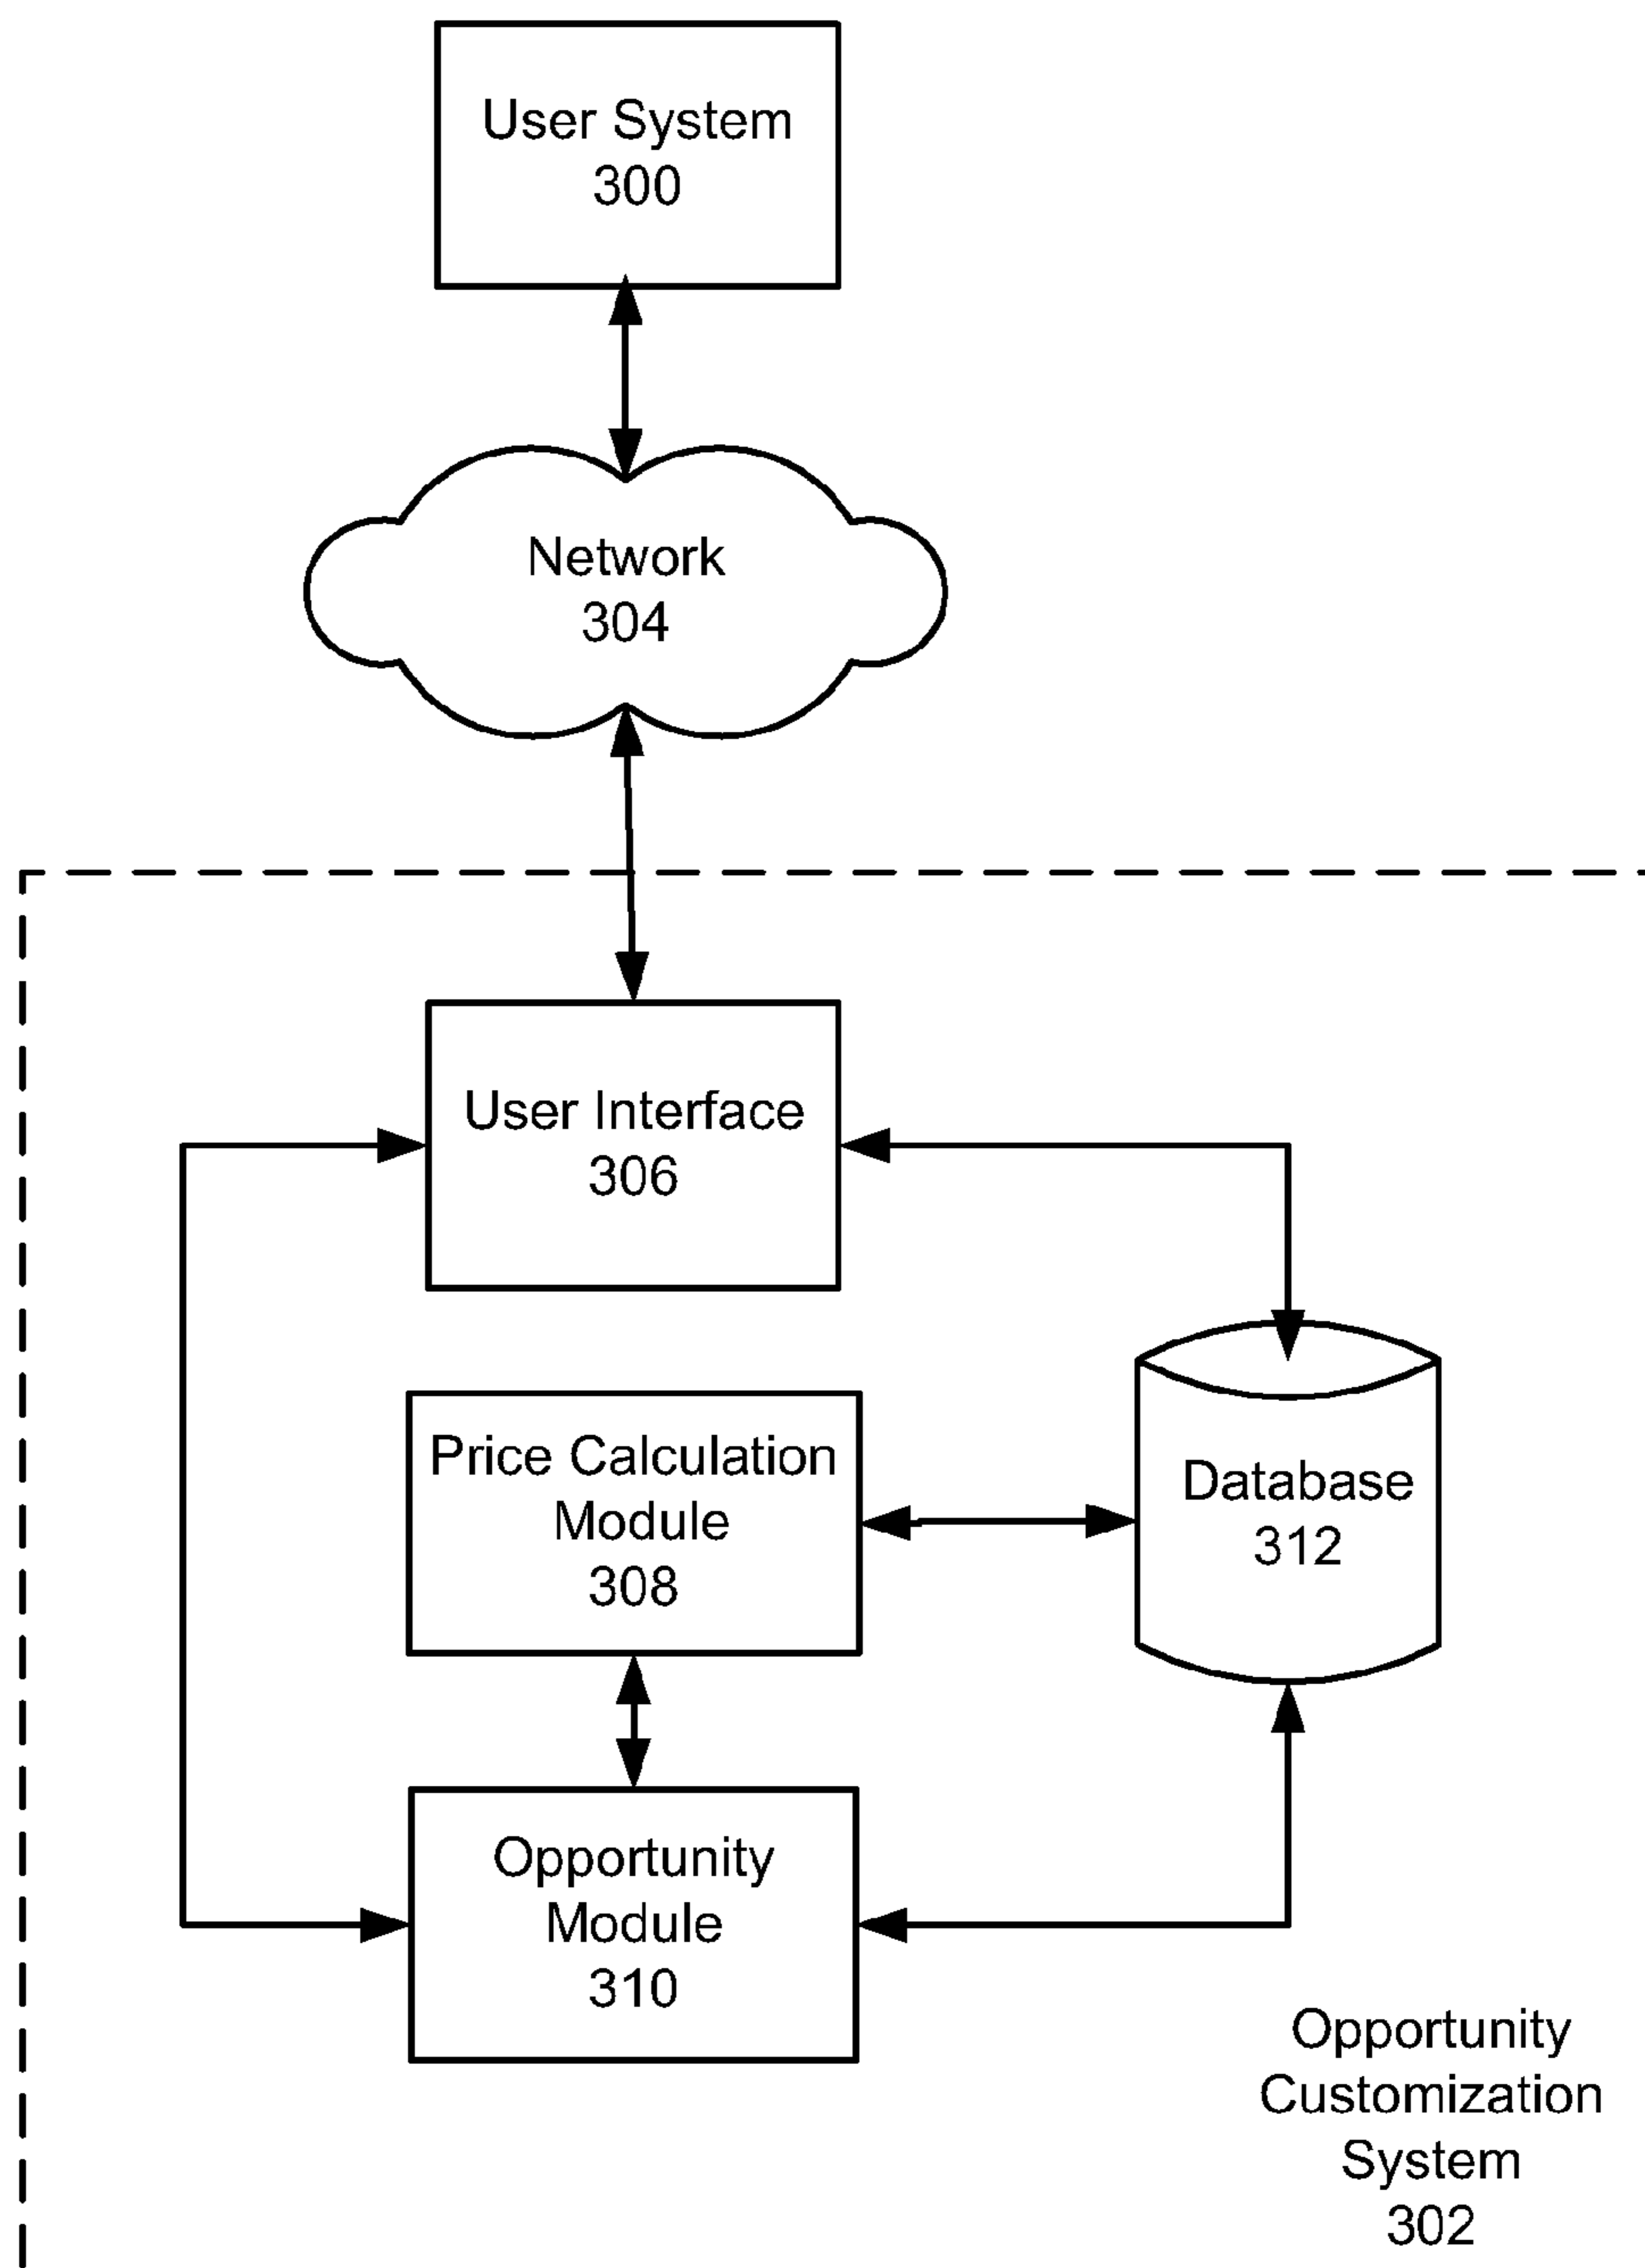 User System
300
Network
304
User Interface
306
Price Calculation
Module
308
Database
312
Opportunity
Module
310
Opportunity
Customization
System
302